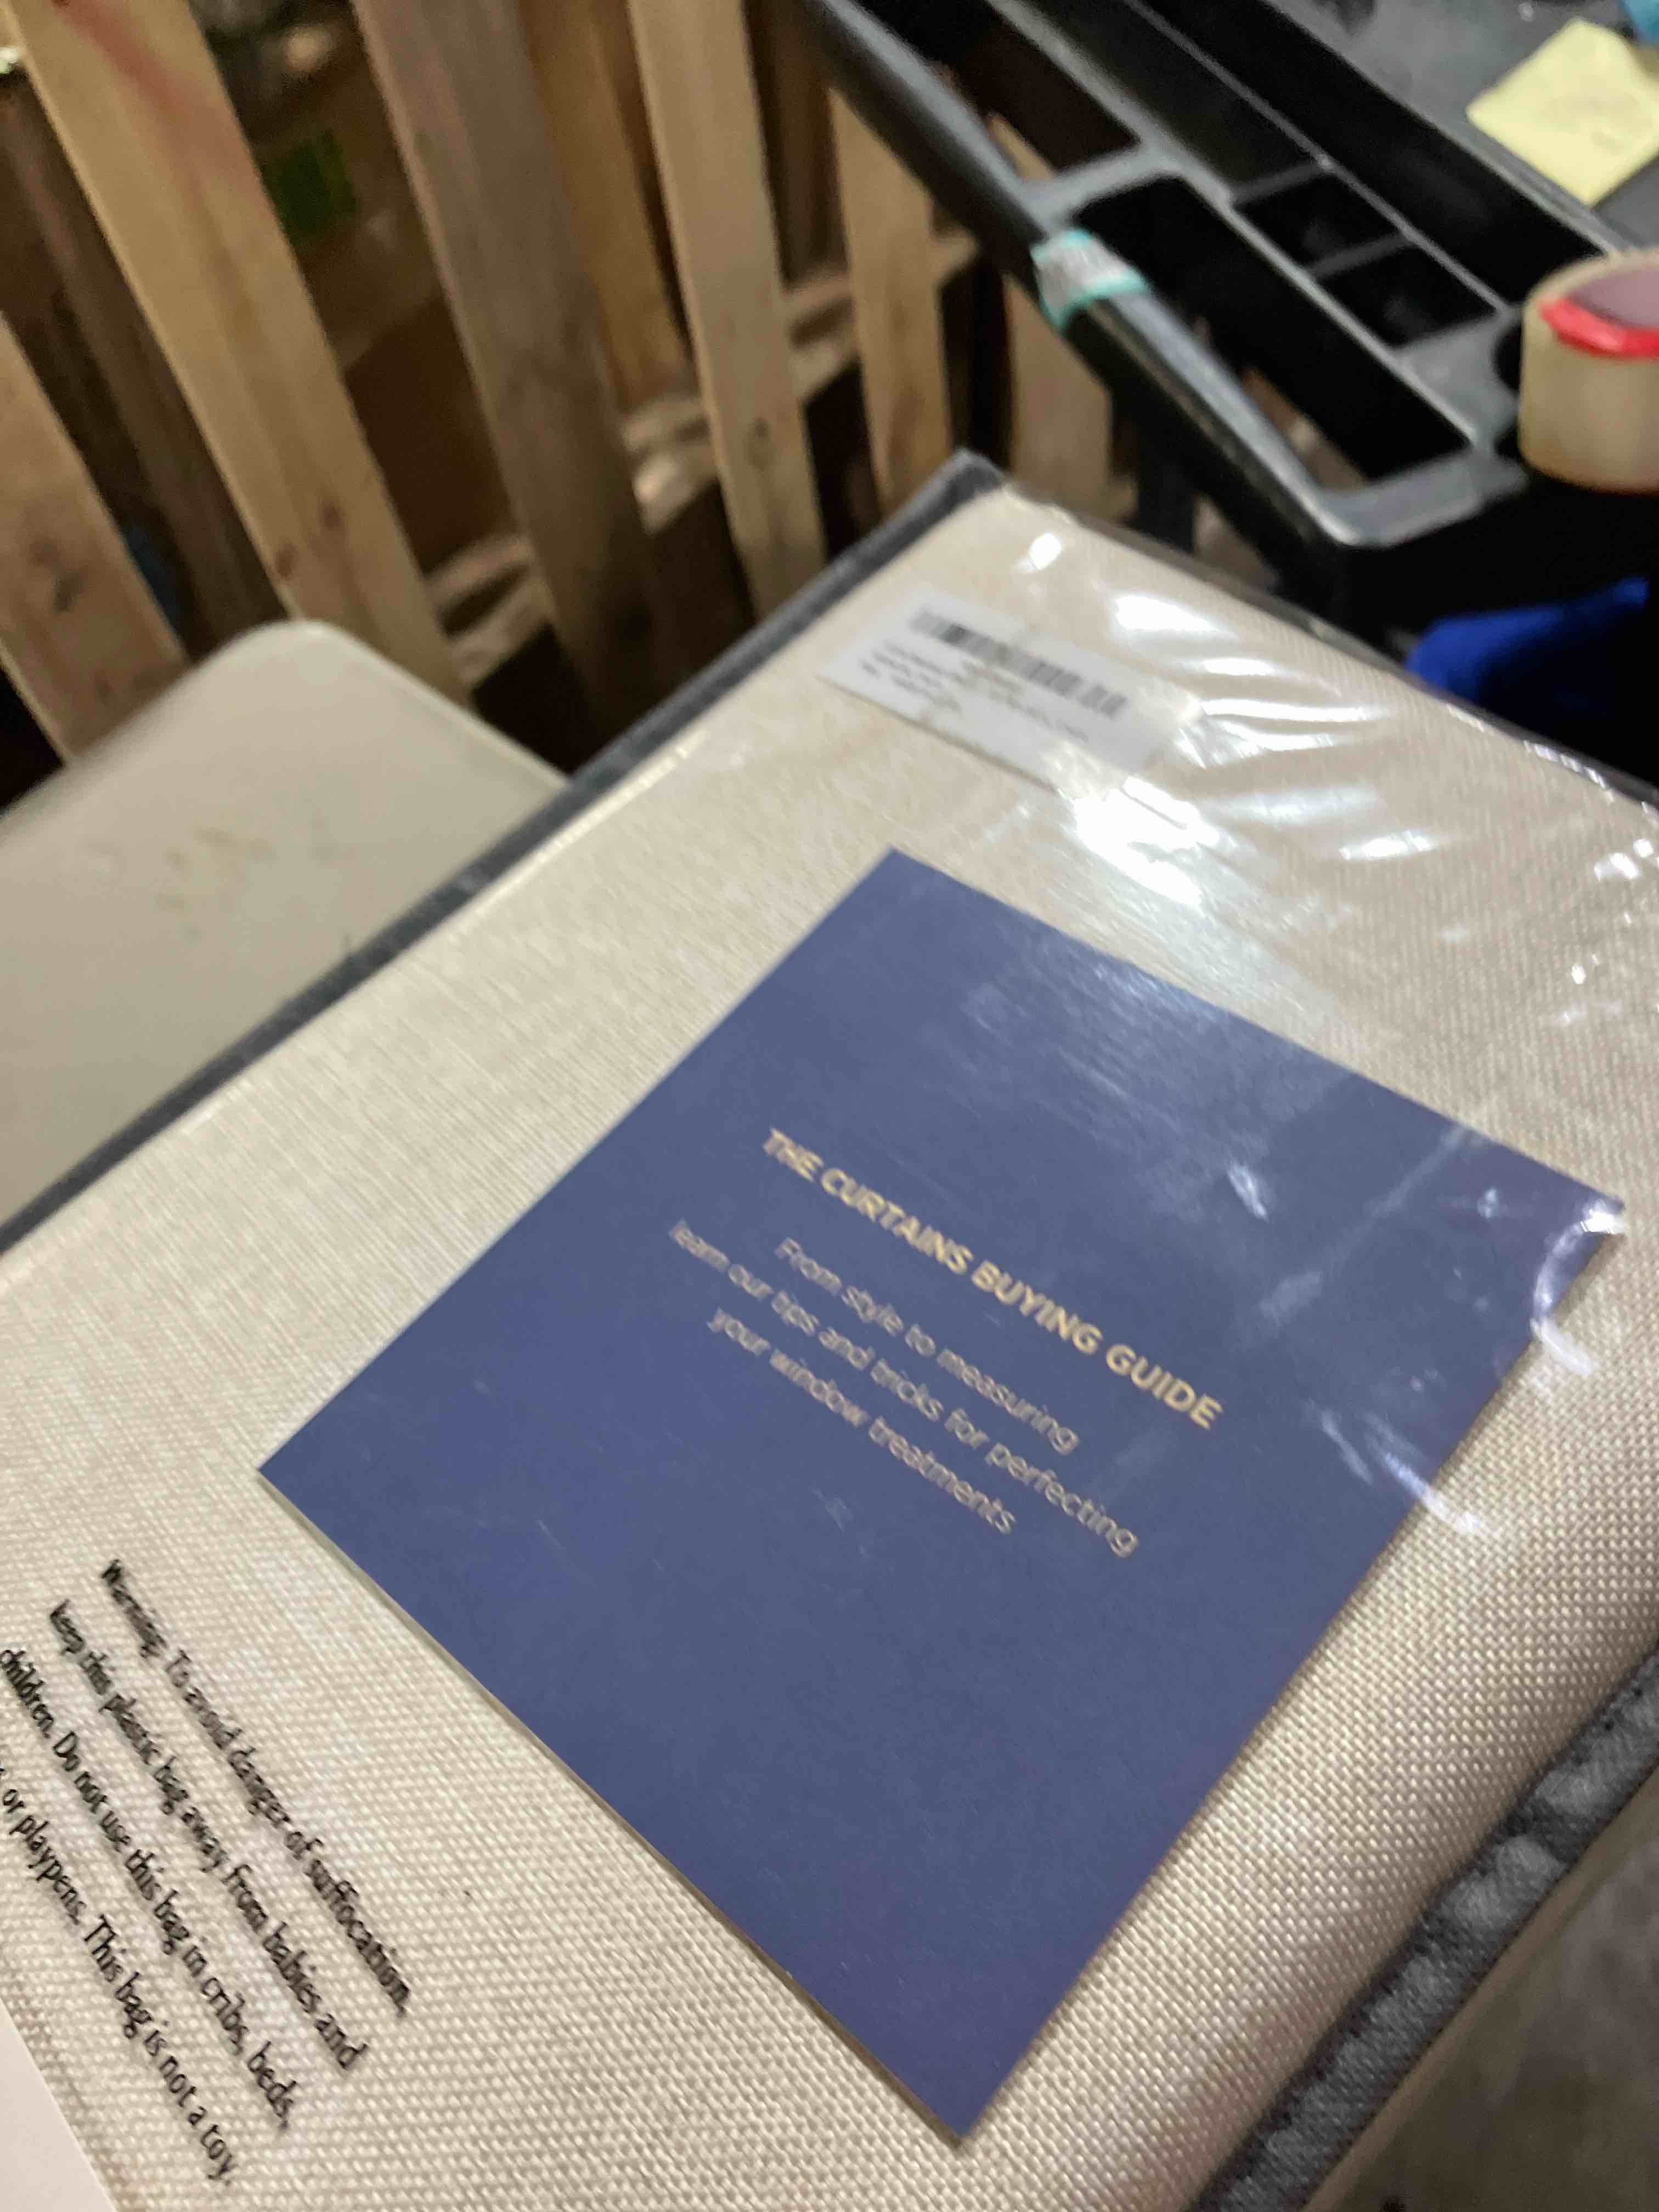 THE CURTAINS BUYING GUIDE
From style to measuring
learn our tips and tricks for perfecting
your window treatments
Warning: To avoid danger of suffocation,
keep this plastic bag away from babies and
children. Do not use this bag in cribs, beds,
or playpens. This bag is not a toy.